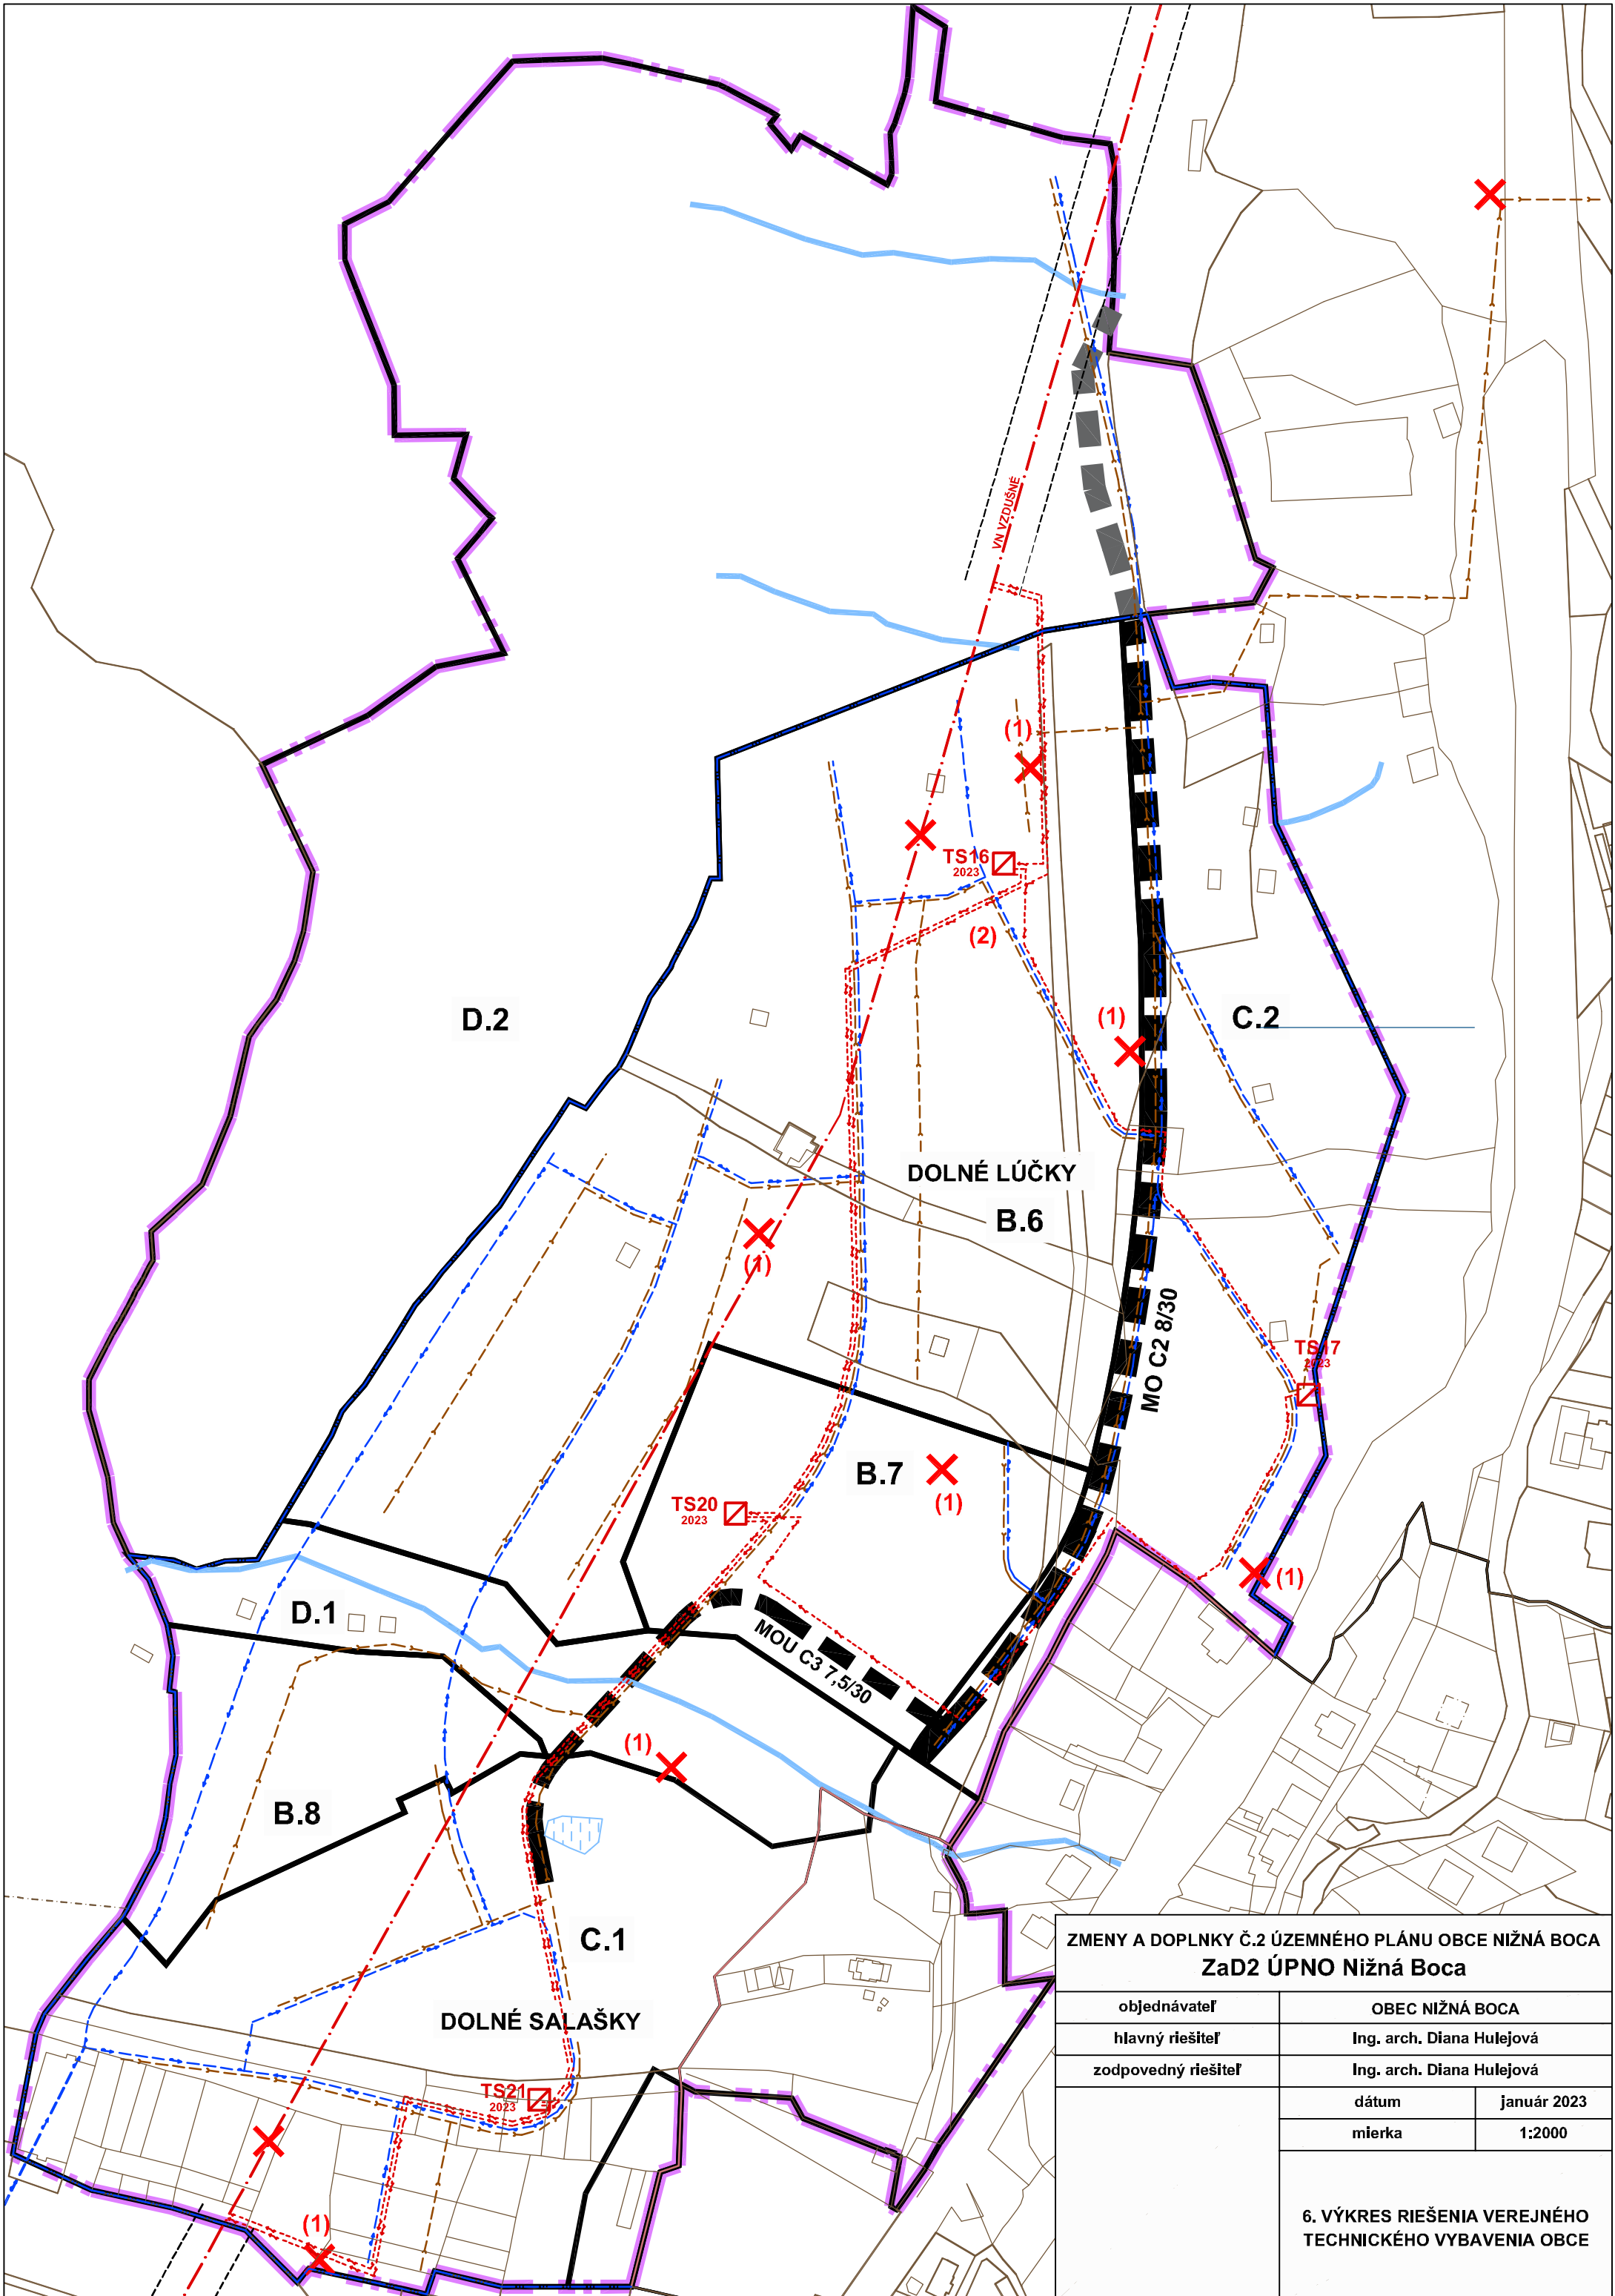 VN VZDUŠNÉ
(1)
TS16
2023
(2)
D.2
(1)
C.2
DOLNÉ LÚČKY
B.6
(1)
MO C2 8/30
TS17
2023
B.7
(1)
TS20
2023
(1)
D.1
MOU C3 7,5/30
(1)
B.8
C.1
DOLNÉ SALAŠKY
TS21
2023
(1)
ZMENY A DOPLNKY Č.2 ÚZEMNÉHO PLÁNU OBCE NIŽNÁ BOCA
ZaD2 ÚPNO Nižná Boca
objednávateľ OBEC NIŽNÁ BOCA
hlavný riešiteľ Ing. arch. Diana Hulejová
zodpovedný riešiteľ Ing. arch. Diana Hulejová
dátum január 2023
mierka 1:2000
6. VÝKRES RIEŠENIA VEREJNÉHO
TECHNICKÉHO VYBAVENIA OBCE